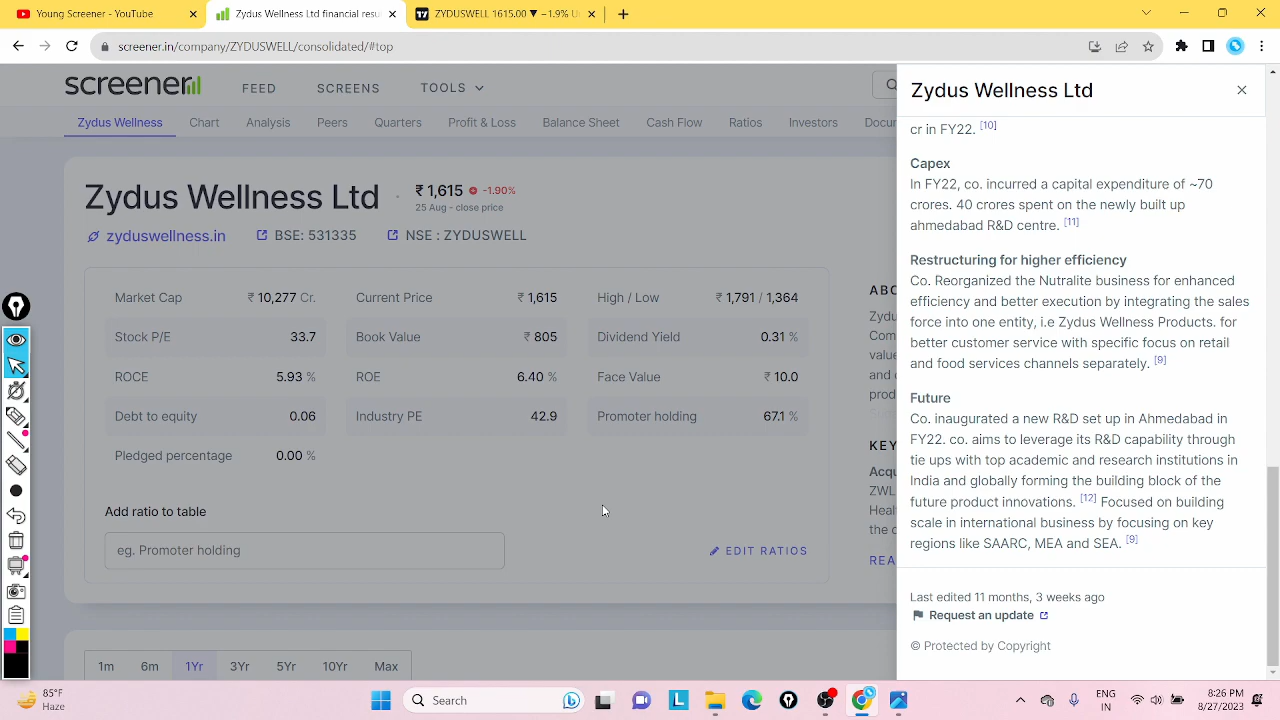 Young Screener - YouTube
Zydus Wellness Ltd financial resu
ZYDUSWELL 1615.00 ▼ −1.9% U
screener.in/company/ZYDUSWELL/consolidated/#top
screener
FEED
SCREENS
TOOLS
Zydus Wellness
Chart
Analysis
Peers
Quarters
Profit & Loss
Balance Sheet
Cash Flow
Ratios
Investors
Docu
Zydus Wellness Ltd
₹ 1,615 -1.90%
25 Aug - close price
zyduswellness.in
BSE: 531335
NSE : ZYDUSWELL
Market Cap ₹ 10,277 Cr.
Current Price ₹ 1,615
High / Low ₹ 1,791 / 1,364
Stock P/E 33.7
Book Value ₹ 805
Dividend Yield 0.31 %
ROCE 5.93 %
ROE 6.40 %
Face Value ₹ 10.0
Debt to equity 0.06
Industry PE 42.9
Promoter holding 67.1 %
Pledged percentage 0.00 %
Add ratio to table
eg. Promoter holding
EDIT RATIOS
ABO
Zydu
Com
value
and c
prod
KEY
Acqu
ZWL
Heal
the c
REA
1m 6m 1Yr 3Yr 5Yr 10Yr Max
Zydus Wellness Ltd
cr in FY22. [10]
Capex
In FY22, co. incurred a capital expenditure of ~70
crores. 40 crores spent on the newly built up
ahmedabad R&D centre. [11]
Restructuring for higher efficiency
Co. Reorganized the Nutralite business for enhanced
efficiency and better execution by integrating the sales
force into one entity, i.e Zydus Wellness Products. for
better customer service with specific focus on retail
and food services channels separately. [9]
Future
Co. inaugurated a new R&D set up in Ahmedabad in
FY22. co. aims to leverage its R&D capability through
tie ups with top academic and research institutions in
India and globally forming the building block of the
future product innovations. [12] Focused on building
scale in international business by focusing on key
regions like SAARC, MEA and SEA. [9]
Last edited 11 months, 3 weeks ago
Request an update
© Protected by Copyright
85°F
Haze
Search
ENG
IN
8:26 PM
8/27/2023